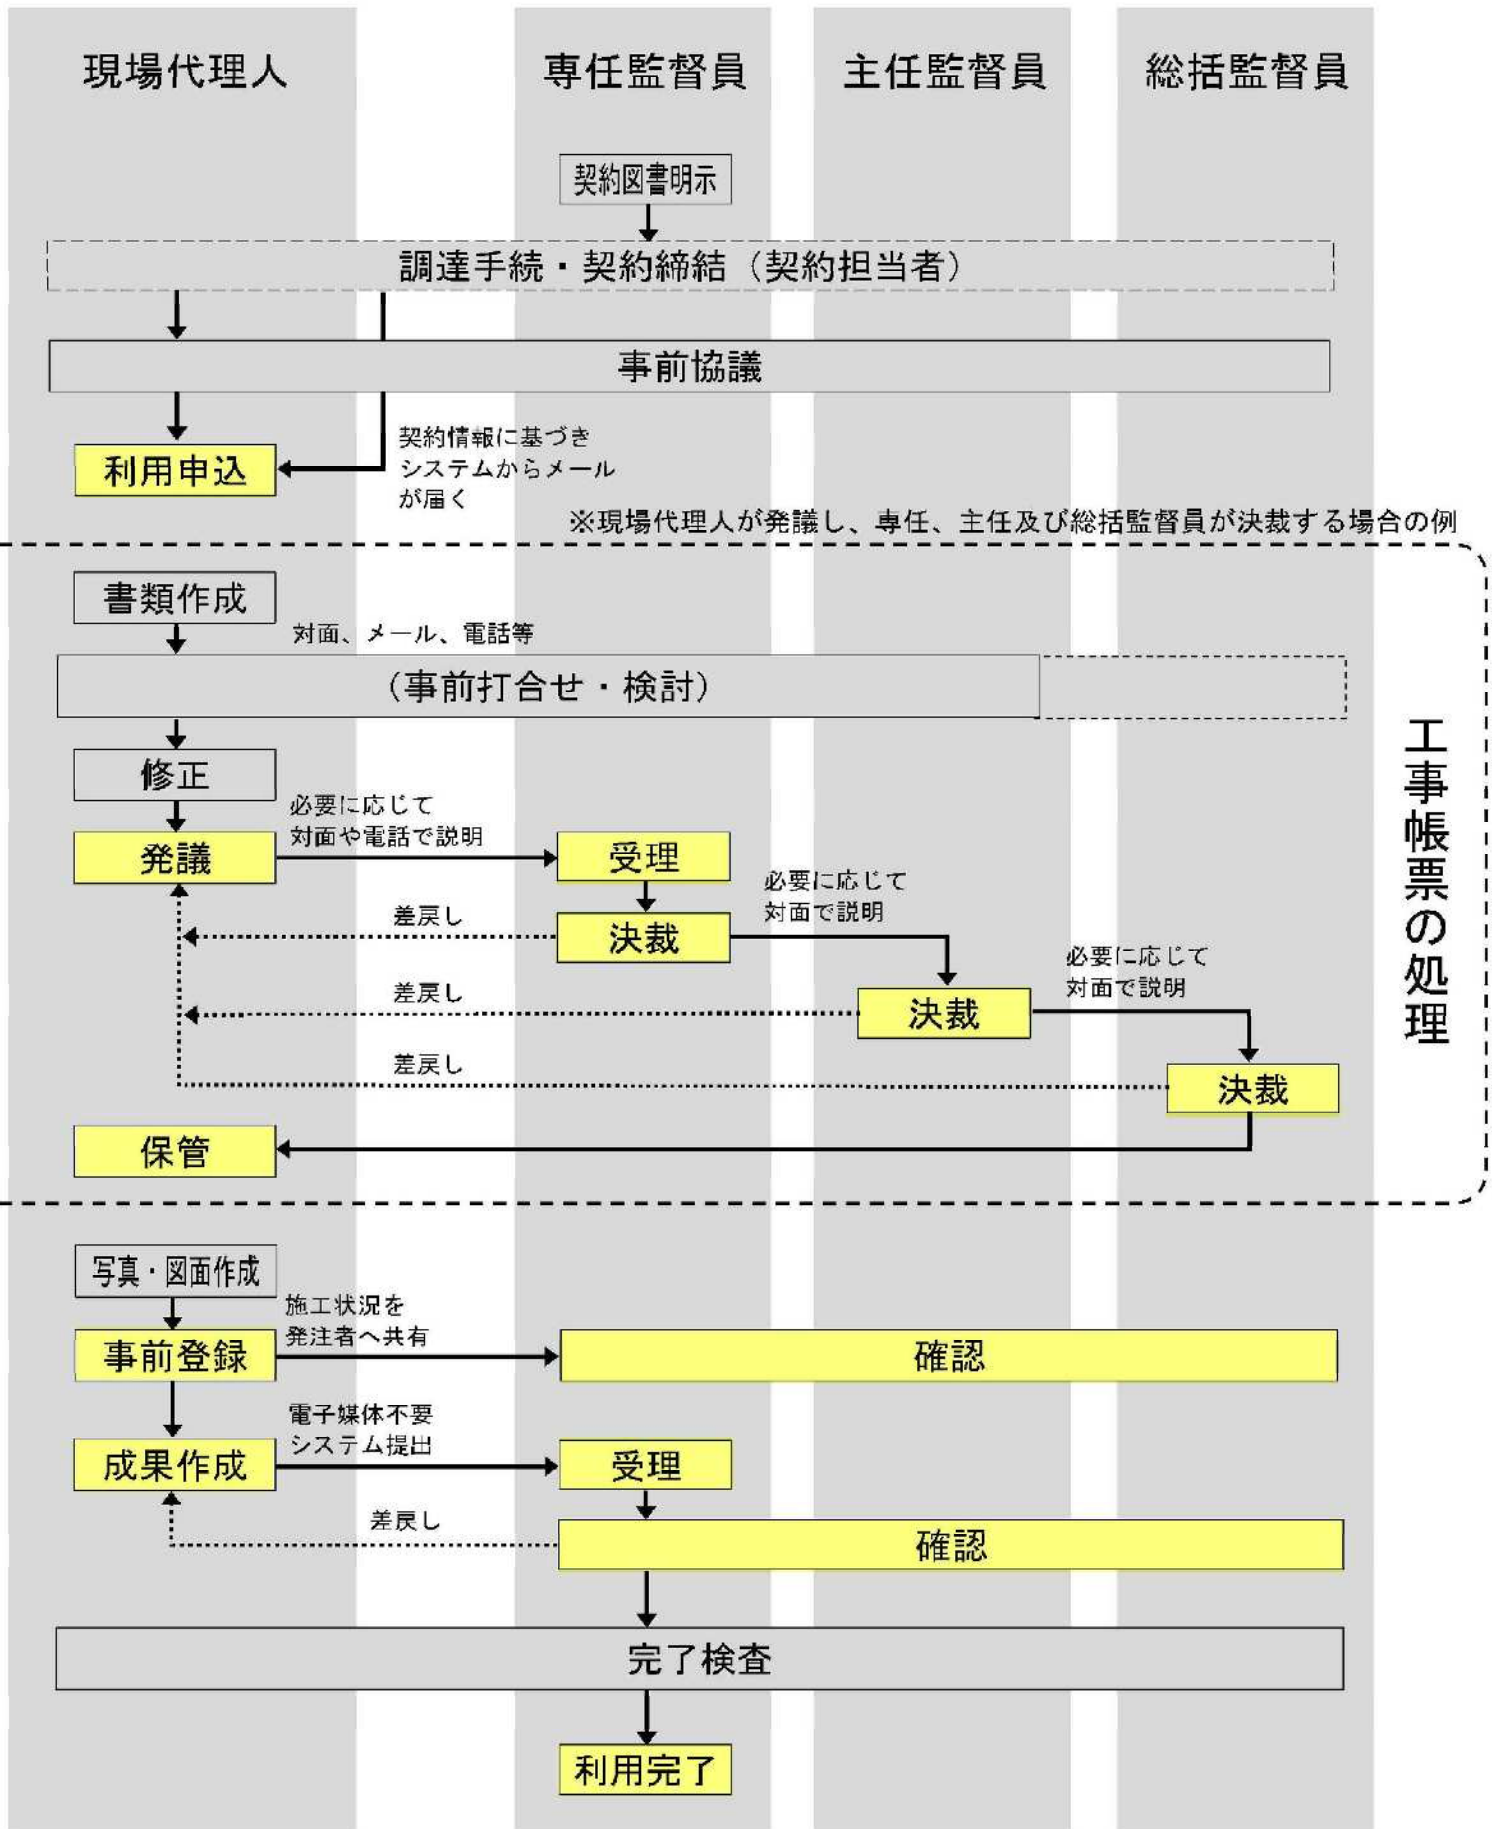 現場代理人
専任監督員
主任監督員
総括監督員
契約図書明示
調達手続・契約締結（契約担当者）
事前協議
利用申込
契約情報に基づき
システムからメール
が届く
※現場代理人が発議し、専任、主任及び総括監督員が決裁する場合の例
書類作成
対面、メール、電話等
（事前打合せ・検討）
工事帳票の処理
修正
必要に応じて
対面や電話で説明
発議
受理
必要に応じて
対面で説明
差戻し
決裁
必要に応じて
対面で説明
差戻し
決裁
差戻し
決裁
保管
写真・図面作成
施工状況を
発注者へ共有
事前登録
確認
電子媒体不要
システム提出
成果作成
受理
差戻し
確認
完了検査
利用完了